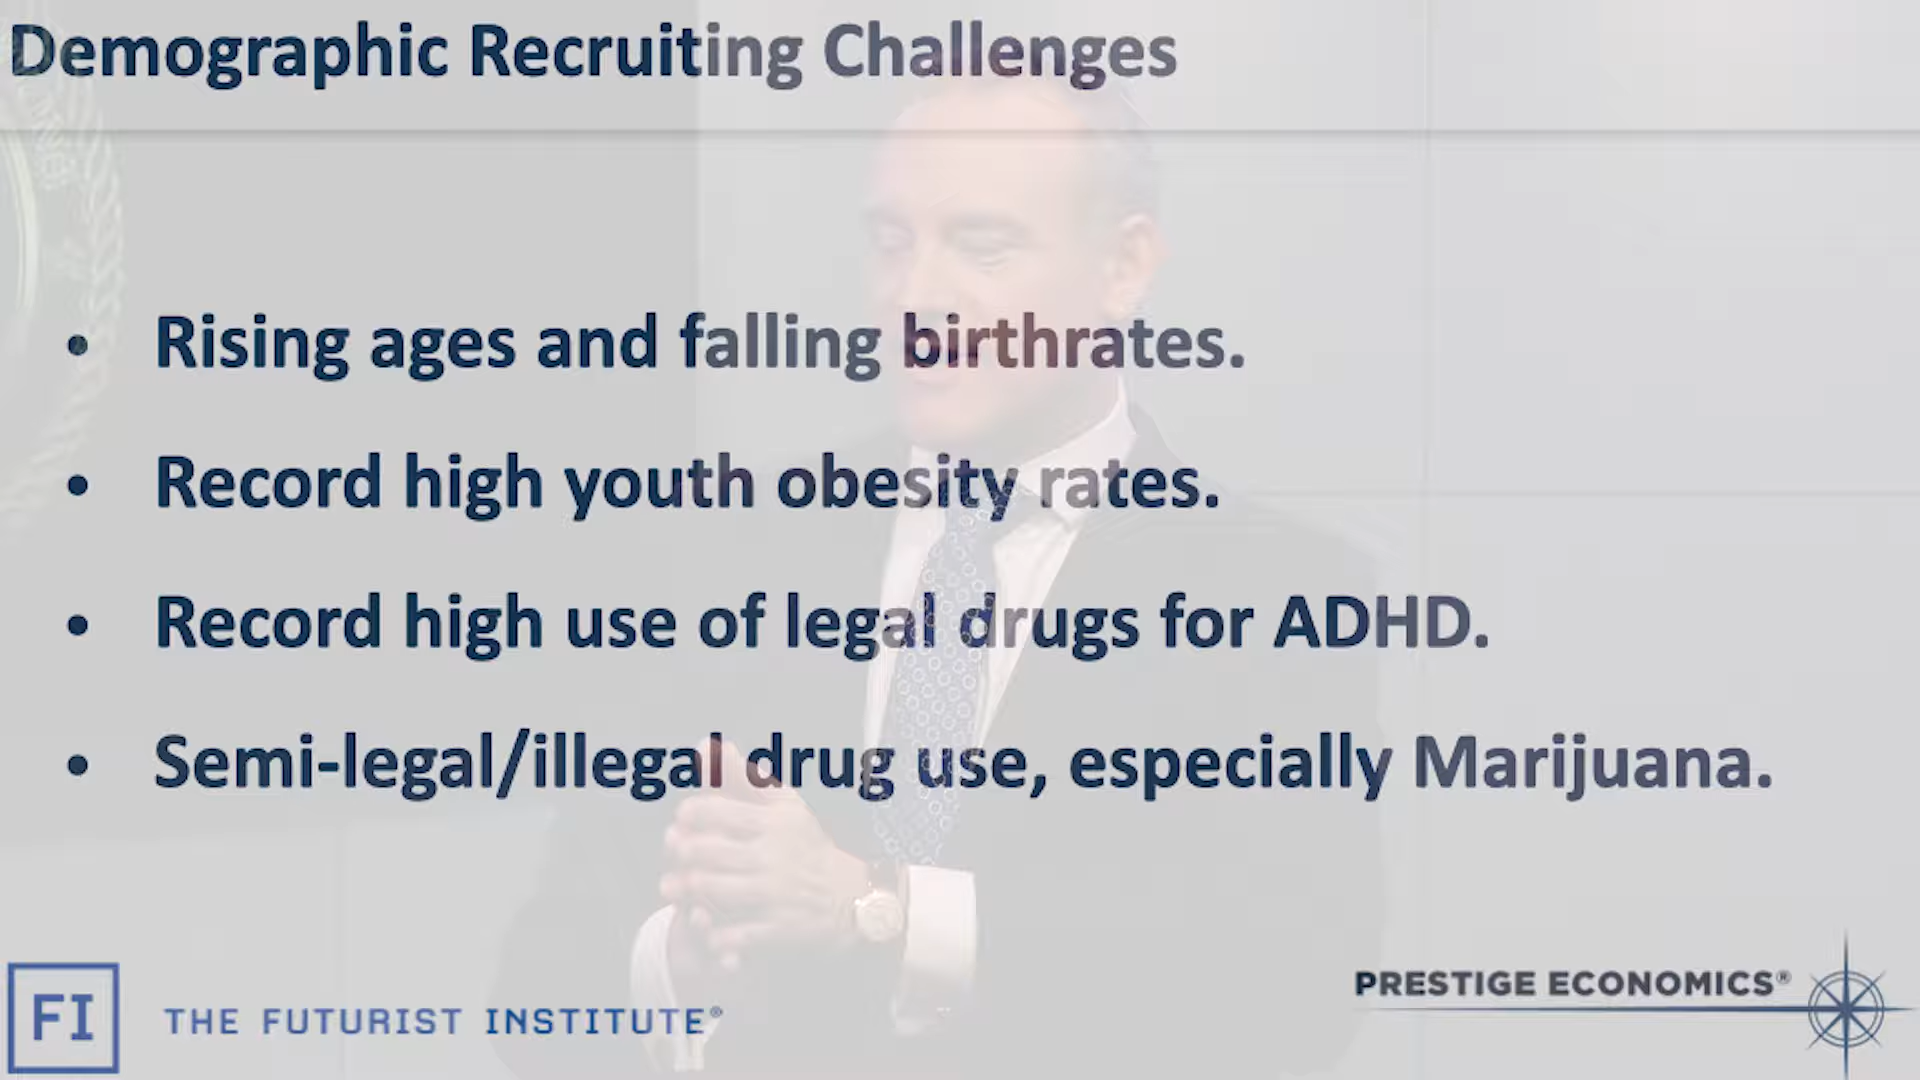 Demographic Recruiting Challenges
• Rising ages and falling birthrates.
• Record high youth obesity rates.
• Record high use of legal drugs for ADHD.
• Semi-legal/illegal drug use, especially Marijuana.
FI THE FUTURIST INSTITUTE®
PRESTIGE ECONOMICS®